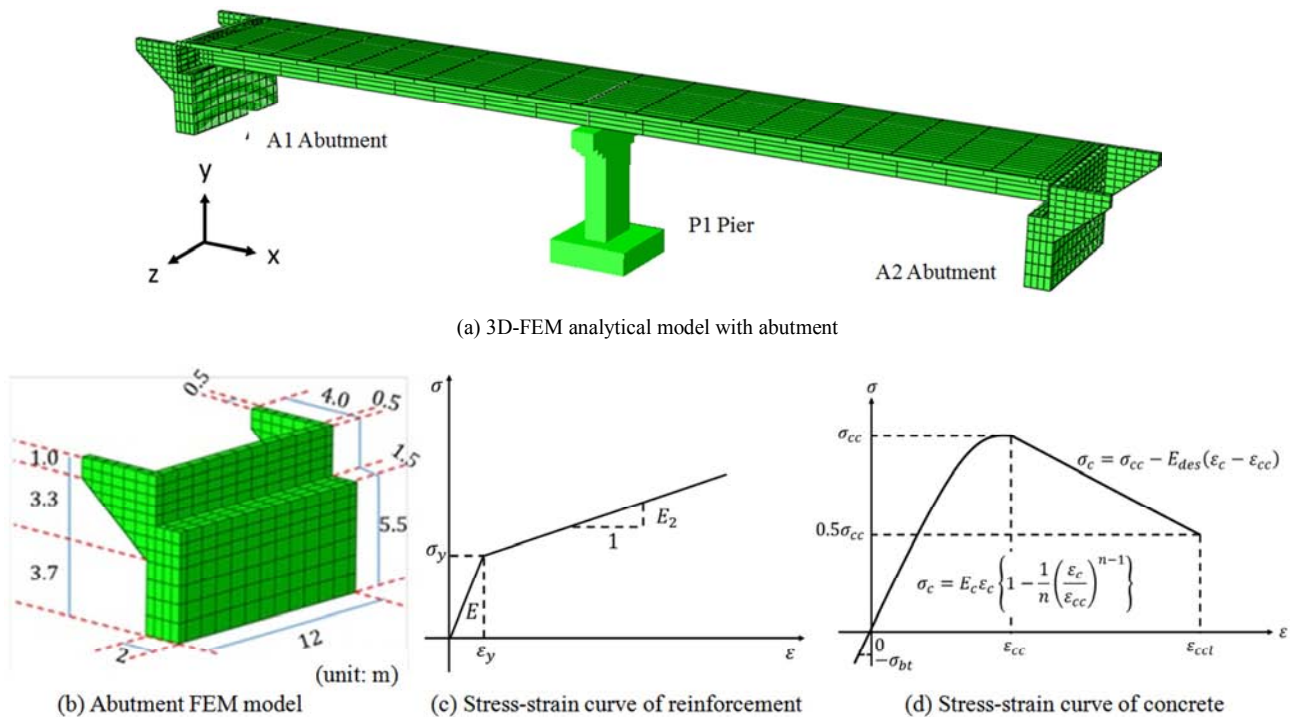 A1 Abutment
y
x
z
P1 Pier
A2 Abutment
(a) 3D-FEM analytical model with abutment
0.5
4.0
0.5
1.0
1.5
3.3
5.5
3.7
2
12
(unit: m)
(b) Abutment FEM model
σ
σ_y
E
E_2
1
ε_y
ε
(c) Stress-strain curve of reinforcement
σ
σ_cc
σ_c = σ_cc − E_des(ε_c − ε_cc)
0.5σ_cc
σ_c = E_c ε_c {1 − 1/n (ε_c/ε_cc)^{n−1}}
0
−σ_bt
ε_cc
ε_ccl
ε
(d) Stress-strain curve of concrete